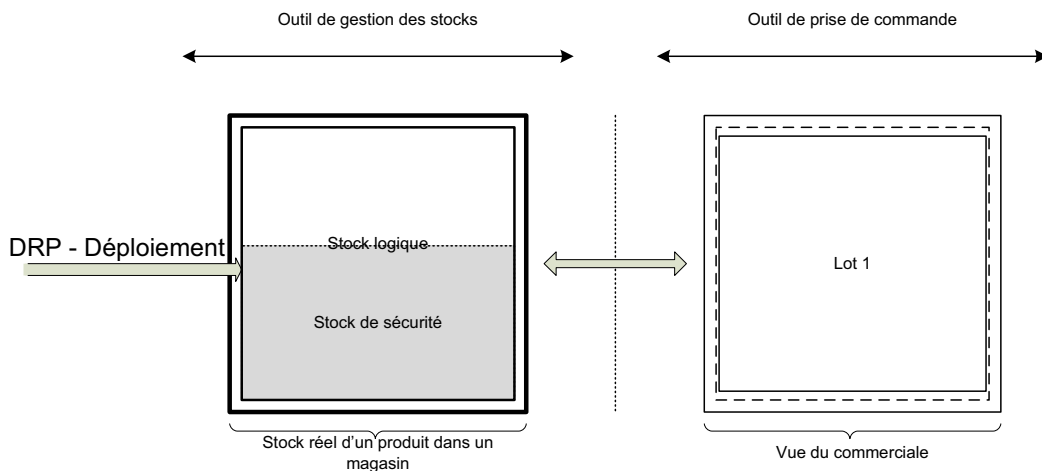 Outil de gestion des stocks
Outil de prise de commande
DRP - Déploiement
Stock logique
Stock de sécurité
Lot 1
Stock réel d'un produit dans un
magasin
Vue du commerciale